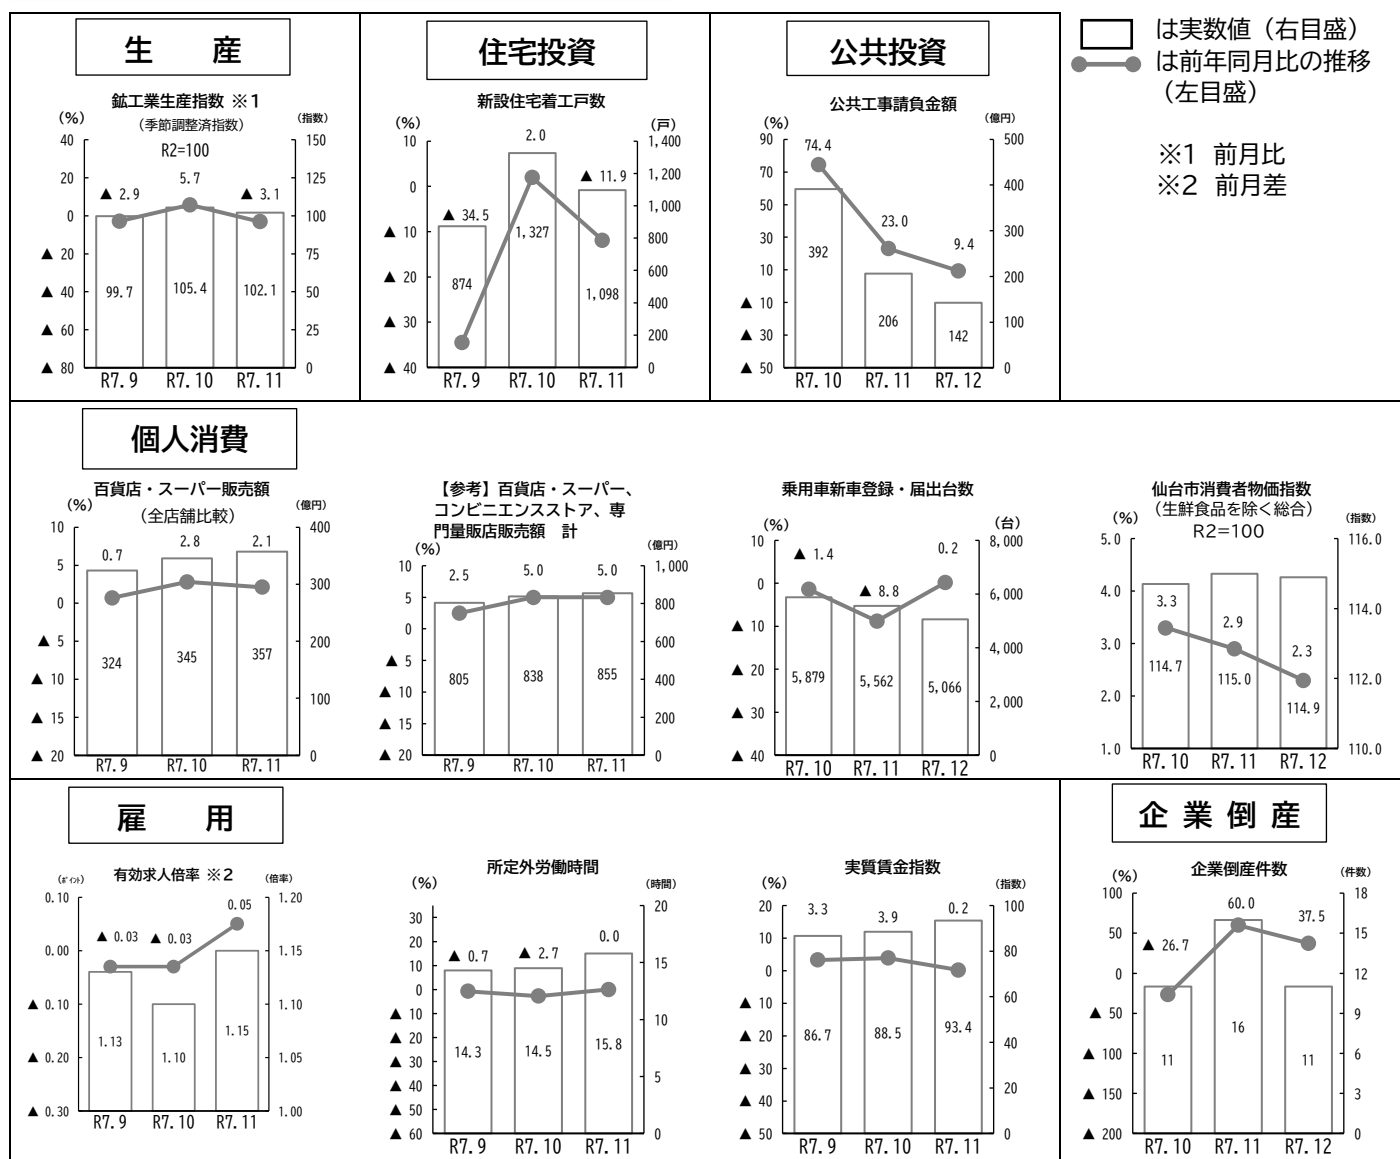 生　産
鉱工業生産指数 ※1
（季節調整済指数）
R2=100
(%)
（指数）
40
20
0
▲ 20
▲ 40
▲ 60
▲ 80
150
125
100
75
50
25
0
▲ 2.9
5.7
▲ 3.1
99.7
105.4
102.1
R7.9
R7.10
R7.11
住宅投資
新設住宅着工戸数
(%)
（戸）
10
0
▲ 10
▲ 20
▲ 30
▲ 40
1,400
1,200
1,000
800
600
400
200
0
▲ 34.5
2.0
▲ 11.9
874
1,327
1,098
R7.9
R7.10
R7.11
公共投資
公共工事請負金額
(%)
（億円）
90
70
50
30
10
▲ 10
▲ 30
▲ 50
500
400
300
200
100
0
74.4
23.0
9.4
392
206
142
R7.10
R7.11
R7.12
は実数値（右目盛）
は前年同月比の推移
（左目盛）
※1 前月比
※2 前月差
個人消費
百貨店・スーパー販売額
（全店舗比較）
(%)
（億円）
10
5
0
▲ 5
▲ 10
▲ 15
▲ 20
400
300
200
100
0
0.7
2.8
2.1
324
345
357
R7.9
R7.10
R7.11
【参考】百貨店・スーパー、
コンビニエンスストア、専
門量販店販売額　計
(%)
（億円）
10
5
0
▲ 5
▲ 10
▲ 15
▲ 20
1,000
800
600
400
200
0
2.5
5.0
5.0
805
838
855
R7.9
R7.10
R7.11
乗用車新車登録・届出台数
(%)
（台）
10
0
▲ 10
▲ 20
▲ 30
▲ 40
8,000
6,000
4,000
2,000
0
▲ 1.4
▲ 8.8
0.2
5,879
5,562
5,066
R7.10
R7.11
R7.12
仙台市消費者物価指数
（生鮮食品を除く総合）
R2=100
(%)
（指数）
5.0
4.0
3.0
2.0
1.0
116.0
114.0
112.0
110.0
3.3
2.9
2.3
114.7
115.0
114.9
R7.10
R7.11
R7.12
雇　用
有効求人倍率 ※2
（ﾎﾟｲﾝﾄ）
（倍率）
0.10
0.00
▲ 0.10
▲ 0.20
▲ 0.30
1.20
1.15
1.10
1.05
1.00
▲ 0.03
▲ 0.03
0.05
1.13
1.10
1.15
R7.9
R7.10
R7.11
所定外労働時間
(%)
（時間）
30
20
10
0
▲ 10
▲ 20
▲ 30
▲ 40
▲ 50
▲ 60
20
15
10
5
0
▲ 0.7
▲ 2.7
0.0
14.3
14.5
15.8
R7.9
R7.10
R7.11
実質賃金指数
(%)
（指数）
20
10
0
▲ 10
▲ 20
▲ 30
▲ 40
▲ 50
100
80
60
40
20
0
3.3
3.9
0.2
86.7
88.5
93.4
R7.9
R7.10
R7.11
企業倒産
企業倒産件数
(%)
（件数）
100
50
0
▲ 50
▲ 100
▲ 150
▲ 200
18
15
12
9
6
3
0
▲ 26.7
60.0
37.5
11
16
11
R7.10
R7.11
R7.12